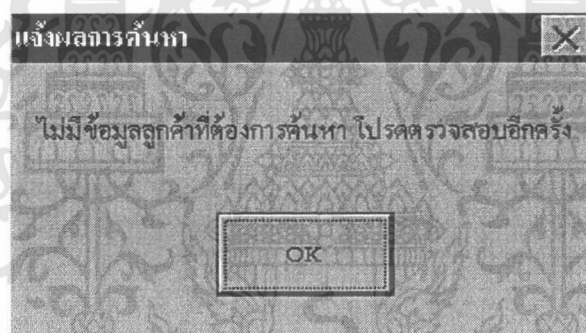 แจ้งผลการค้นหา
ไม่มีข้อมูลลูกค้าที่ต้องการค้นหา โปรดตรวจสอบอีกครั้ง
OK